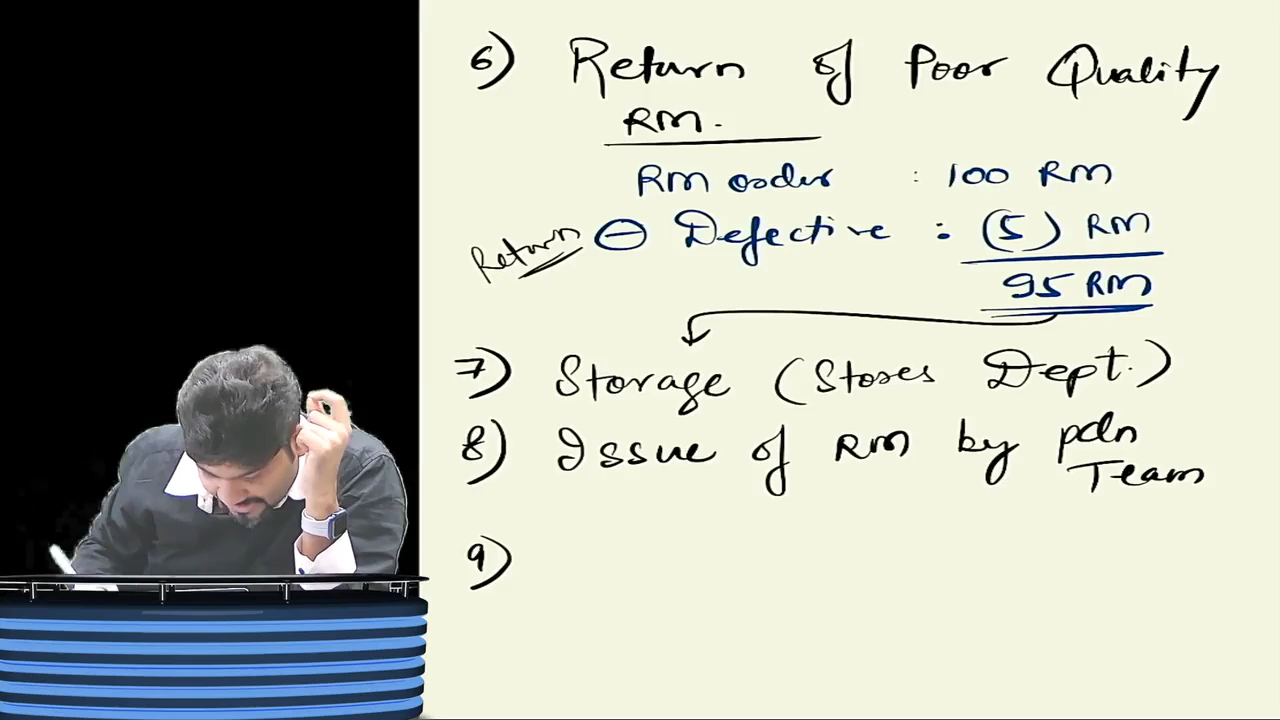 6) Return of Poor Quality
RM.
RM order : 100 RM
Return ⊖ Defective : (5) RM
95 RM
7) Storage (Stores Dept.)
8) Issue of RM by pdn
Team
9)